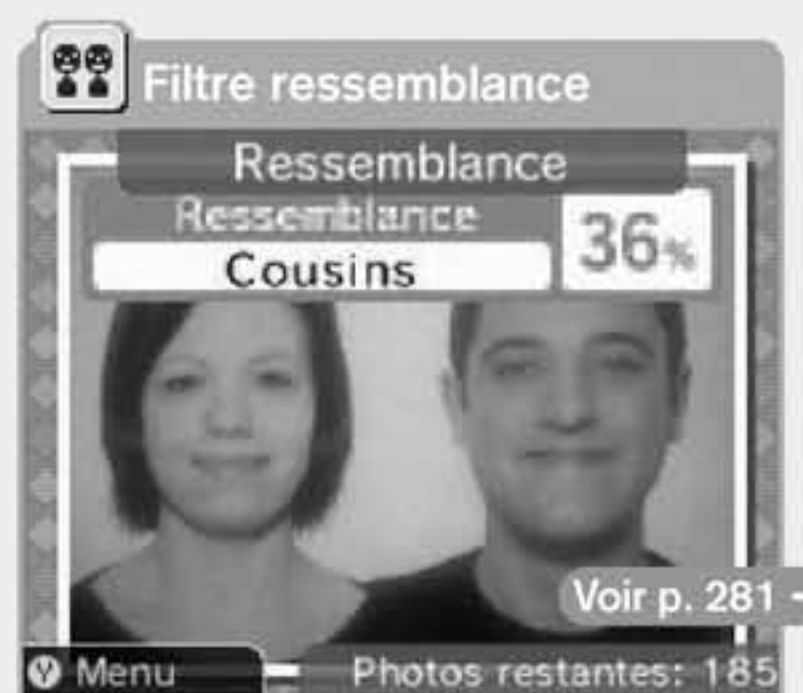 Filtre ressemblance
Ressemblance
Ressemblance
Cousins
36%
Voir p. 281
Menu
Photos restantes: 185